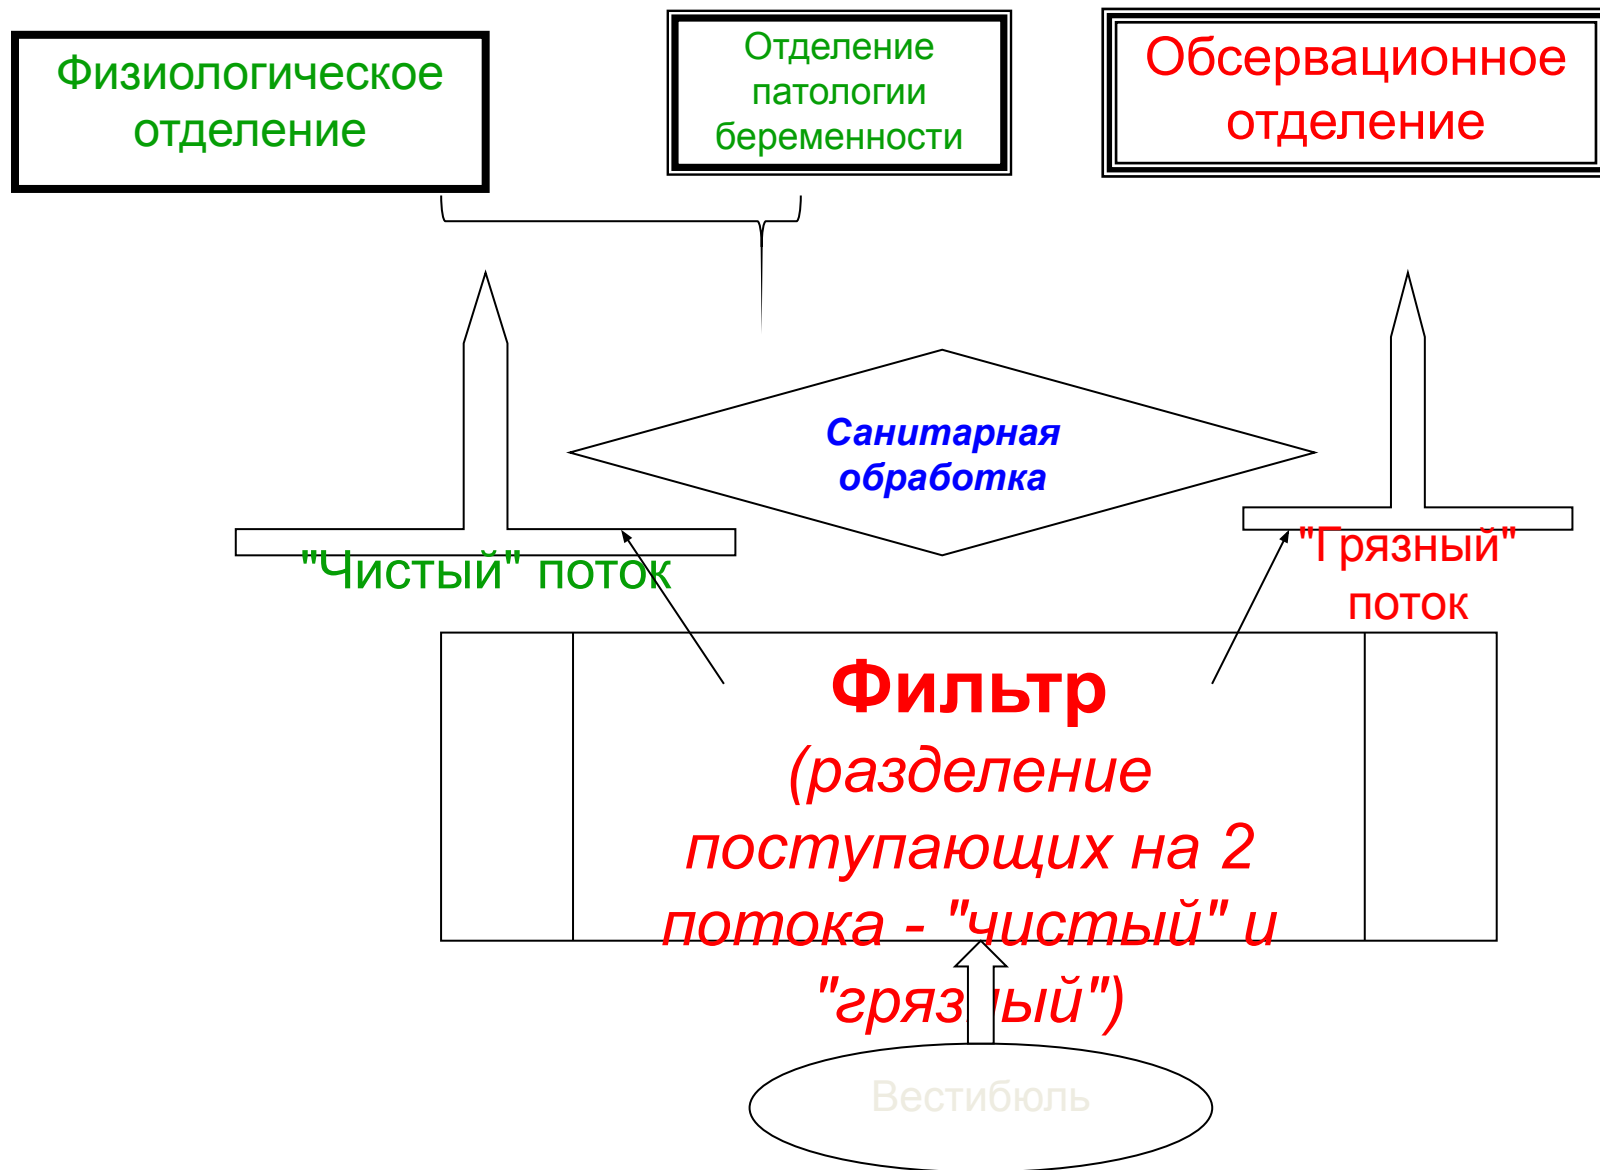 Физиологическое
отделение
Отделение
патологии
беременности
Обсервационное
отделение
Санитарная
обработка
"Чистый" поток
"Грязный"
поток
Фильтр
(разделение
поступающих на 2
потока - "чистый" и
"грязный")
Вестибюль